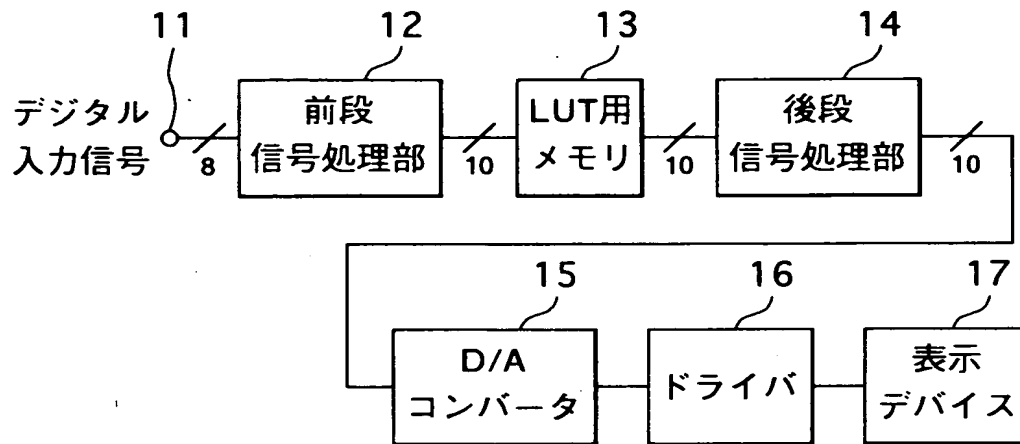 11
12
13
14
デジタル
入力信号
8
前段
信号処理部
10
LUT用
メモリ
10
後段
信号処理部
10
15
16
17
D/A
コンバータ
ドライバ
表示
デバイス